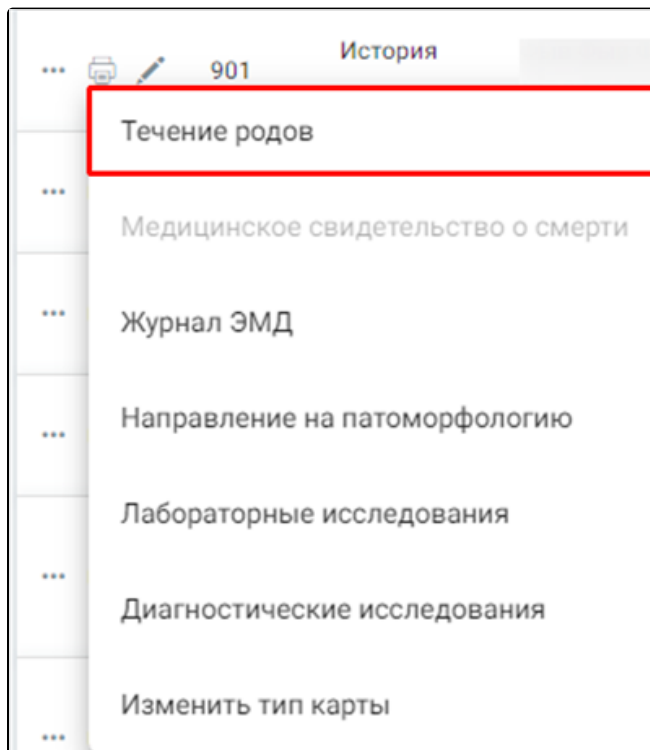 901 История
Течение родов
Медицинское свидетельство о смерти
Журнал ЭМД
Направление на патоморфологию
Лабораторные исследования
Диагностические исследования
Изменить тип карты